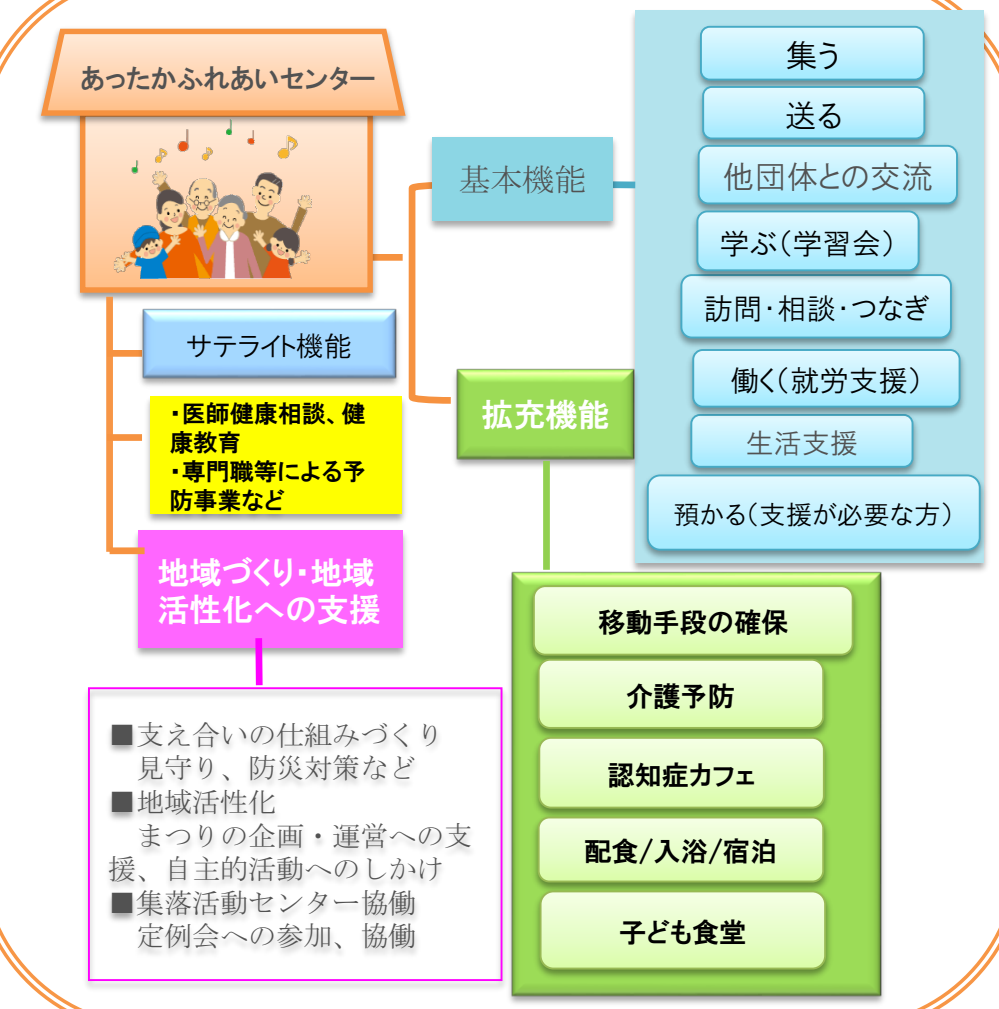 あったかふれあいセンター
基本機能
集う
送る
他団体との交流
学ぶ(学習会)
訪問・相談・つなぎ
働く(就労支援)
生活支援
預かる(支援が必要な方)
サテライト機能
・医師健康相談、健
康教育
・専門職等による予
防事業など
拡充機能
移動手段の確保
介護予防
認知症カフェ
配食/入浴/宿泊
子ども食堂
地域づくり・地域
活性化への支援
■支え合いの仕組みづくり
見守り、防災対策など
■地域活性化
まつりの企画・運営への支
援、自主的活動へのしかけ
■集落活動センター協働
定例会への参加、協働